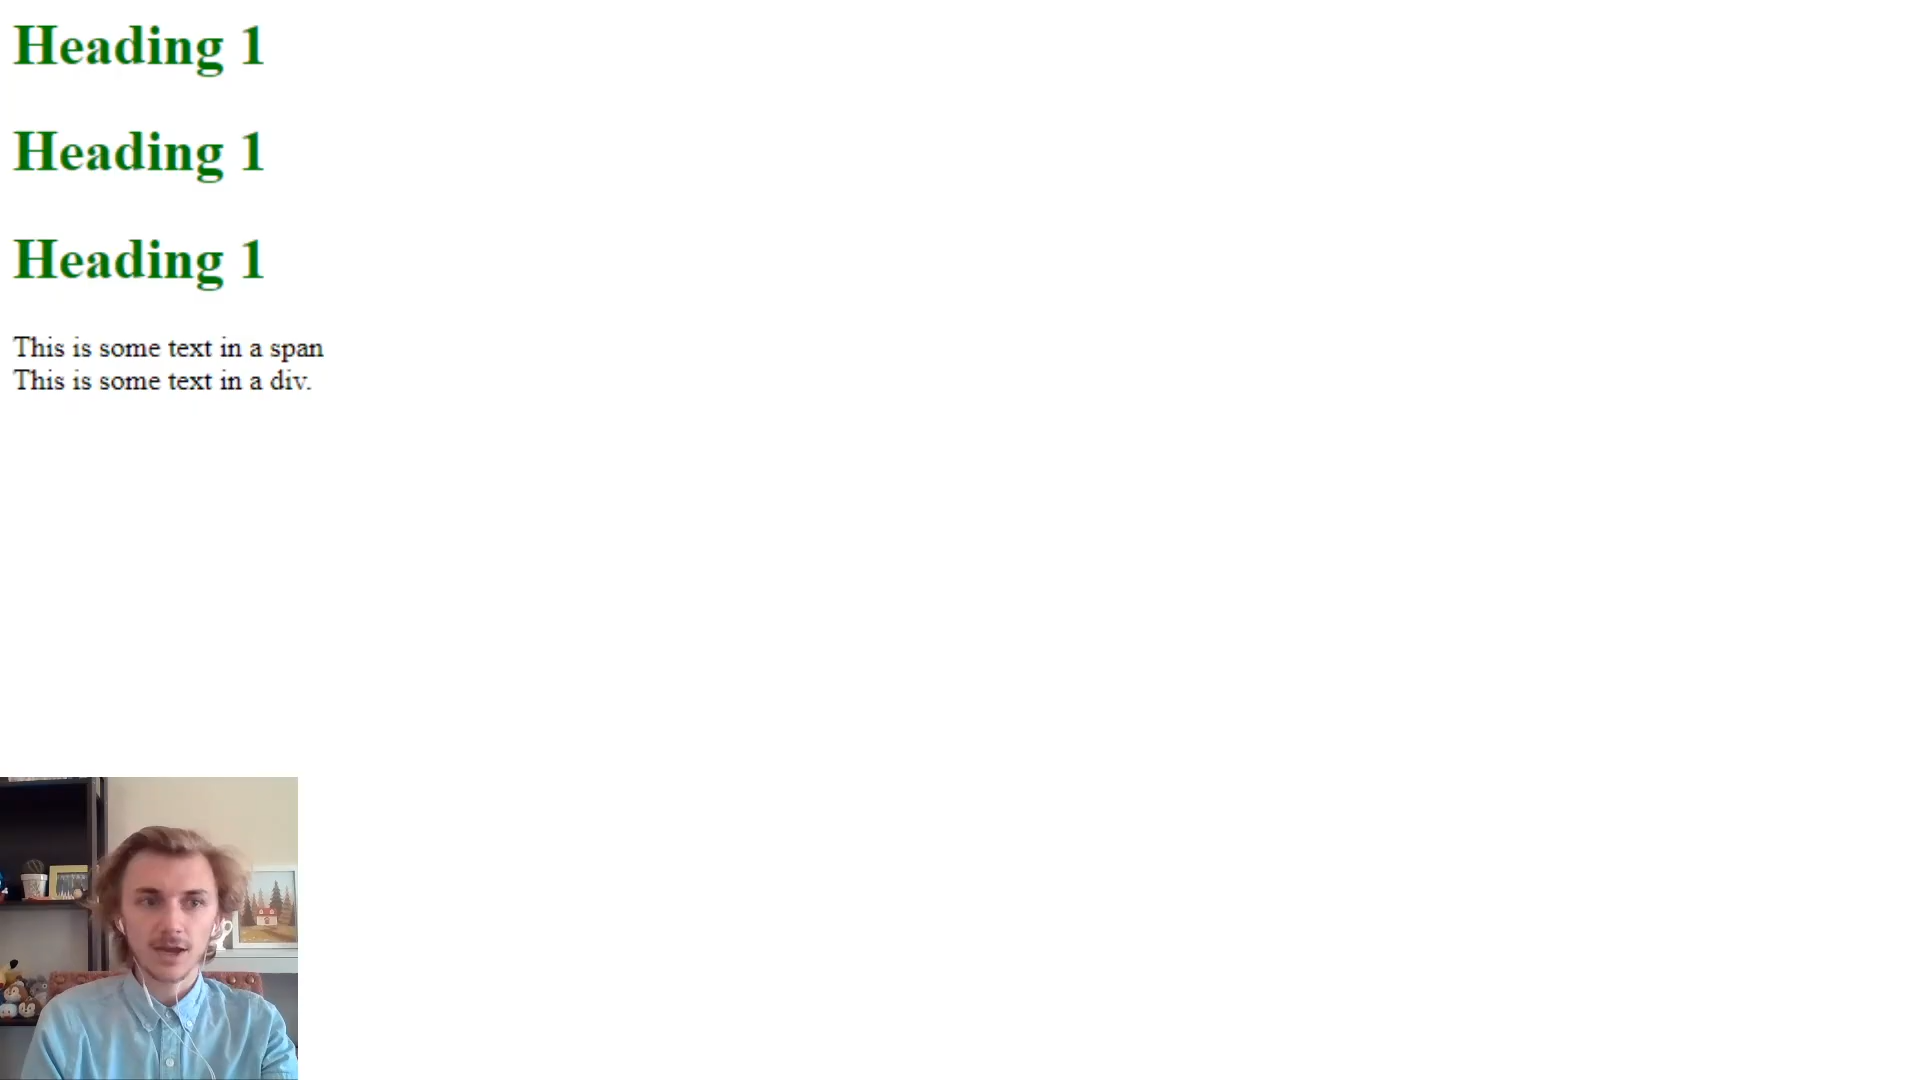 Heading 1
Heading 1
Heading 1
This is some text in a span
This is some text in a div.